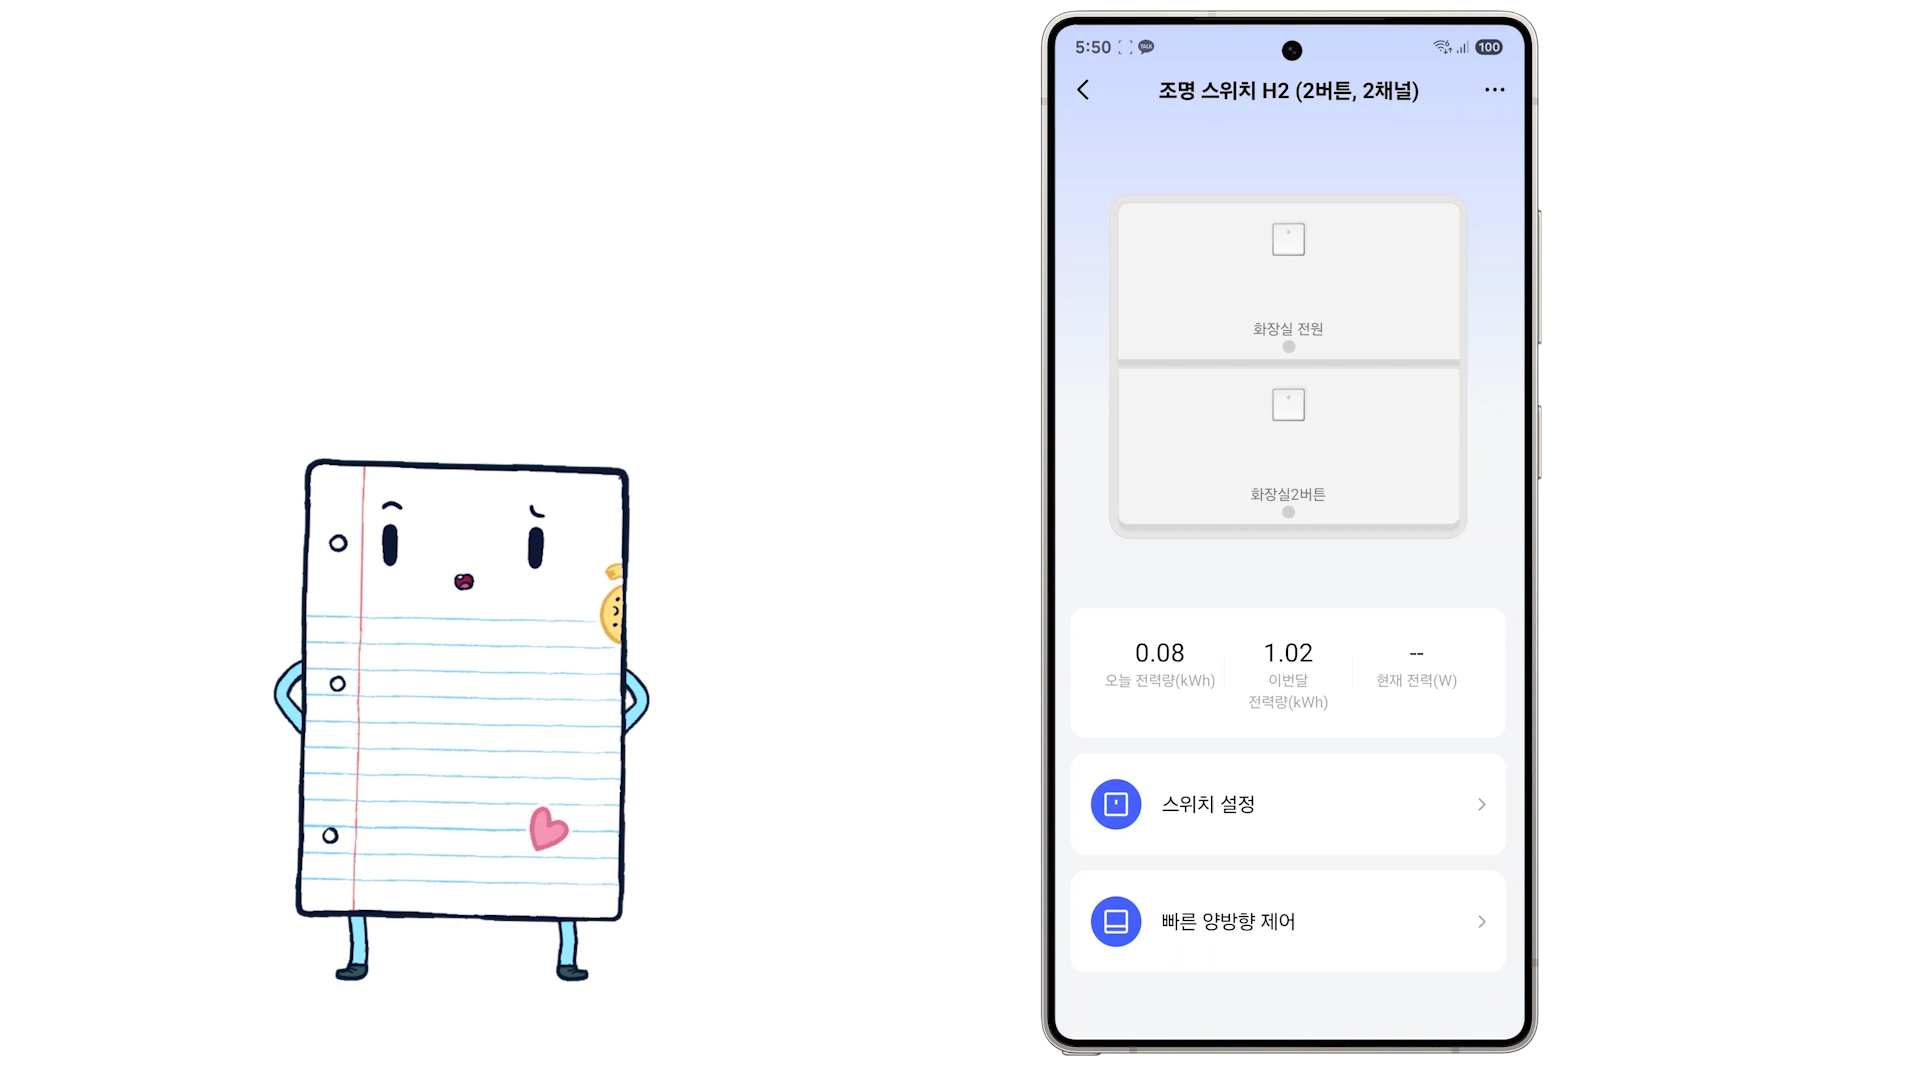 5:50
TALK
100
조명 스위치 H2 (2버튼, 2채널)
화장실 전원
화장실2버튼
0.08
오늘 전력량(kWh)
1.02
이번달
전력량(kWh)
--
현재 전력(W)
스위치 설정
빠른 양방향 제어